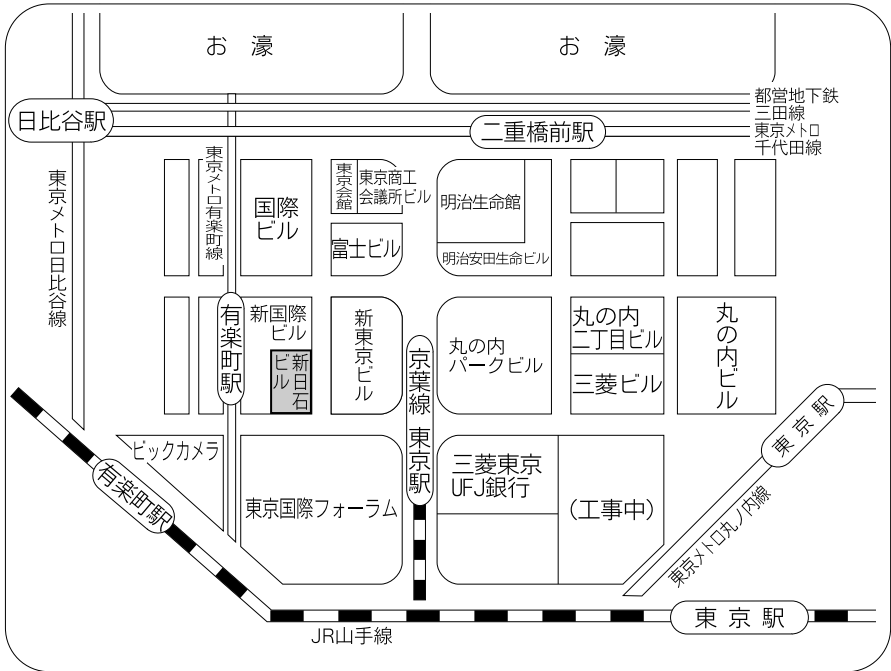 お 濠
お 濠
都営地下鉄
三田線
東京メトロ
千代田線
日比谷駅
二重橋前駅
東京メトロ日比谷線
東京メトロ有楽町線
国際
ビル
東京会館
東京商工
会議所ビル
富士ビル
明治生命館
明治安田生命ビル
有楽町駅
新国際
ビル
新日石
ビル
新東京ビル
京葉線 東京駅
丸の内
パークビル
丸の内
二丁目ビル
三菱ビル
丸の内ビル
ビックカメラ
有楽町駅
東京国際フォーラム
三菱東京
UFJ銀行
(工事中)
東京駅
東京メトロ丸ノ内線
JR山手線
東京駅